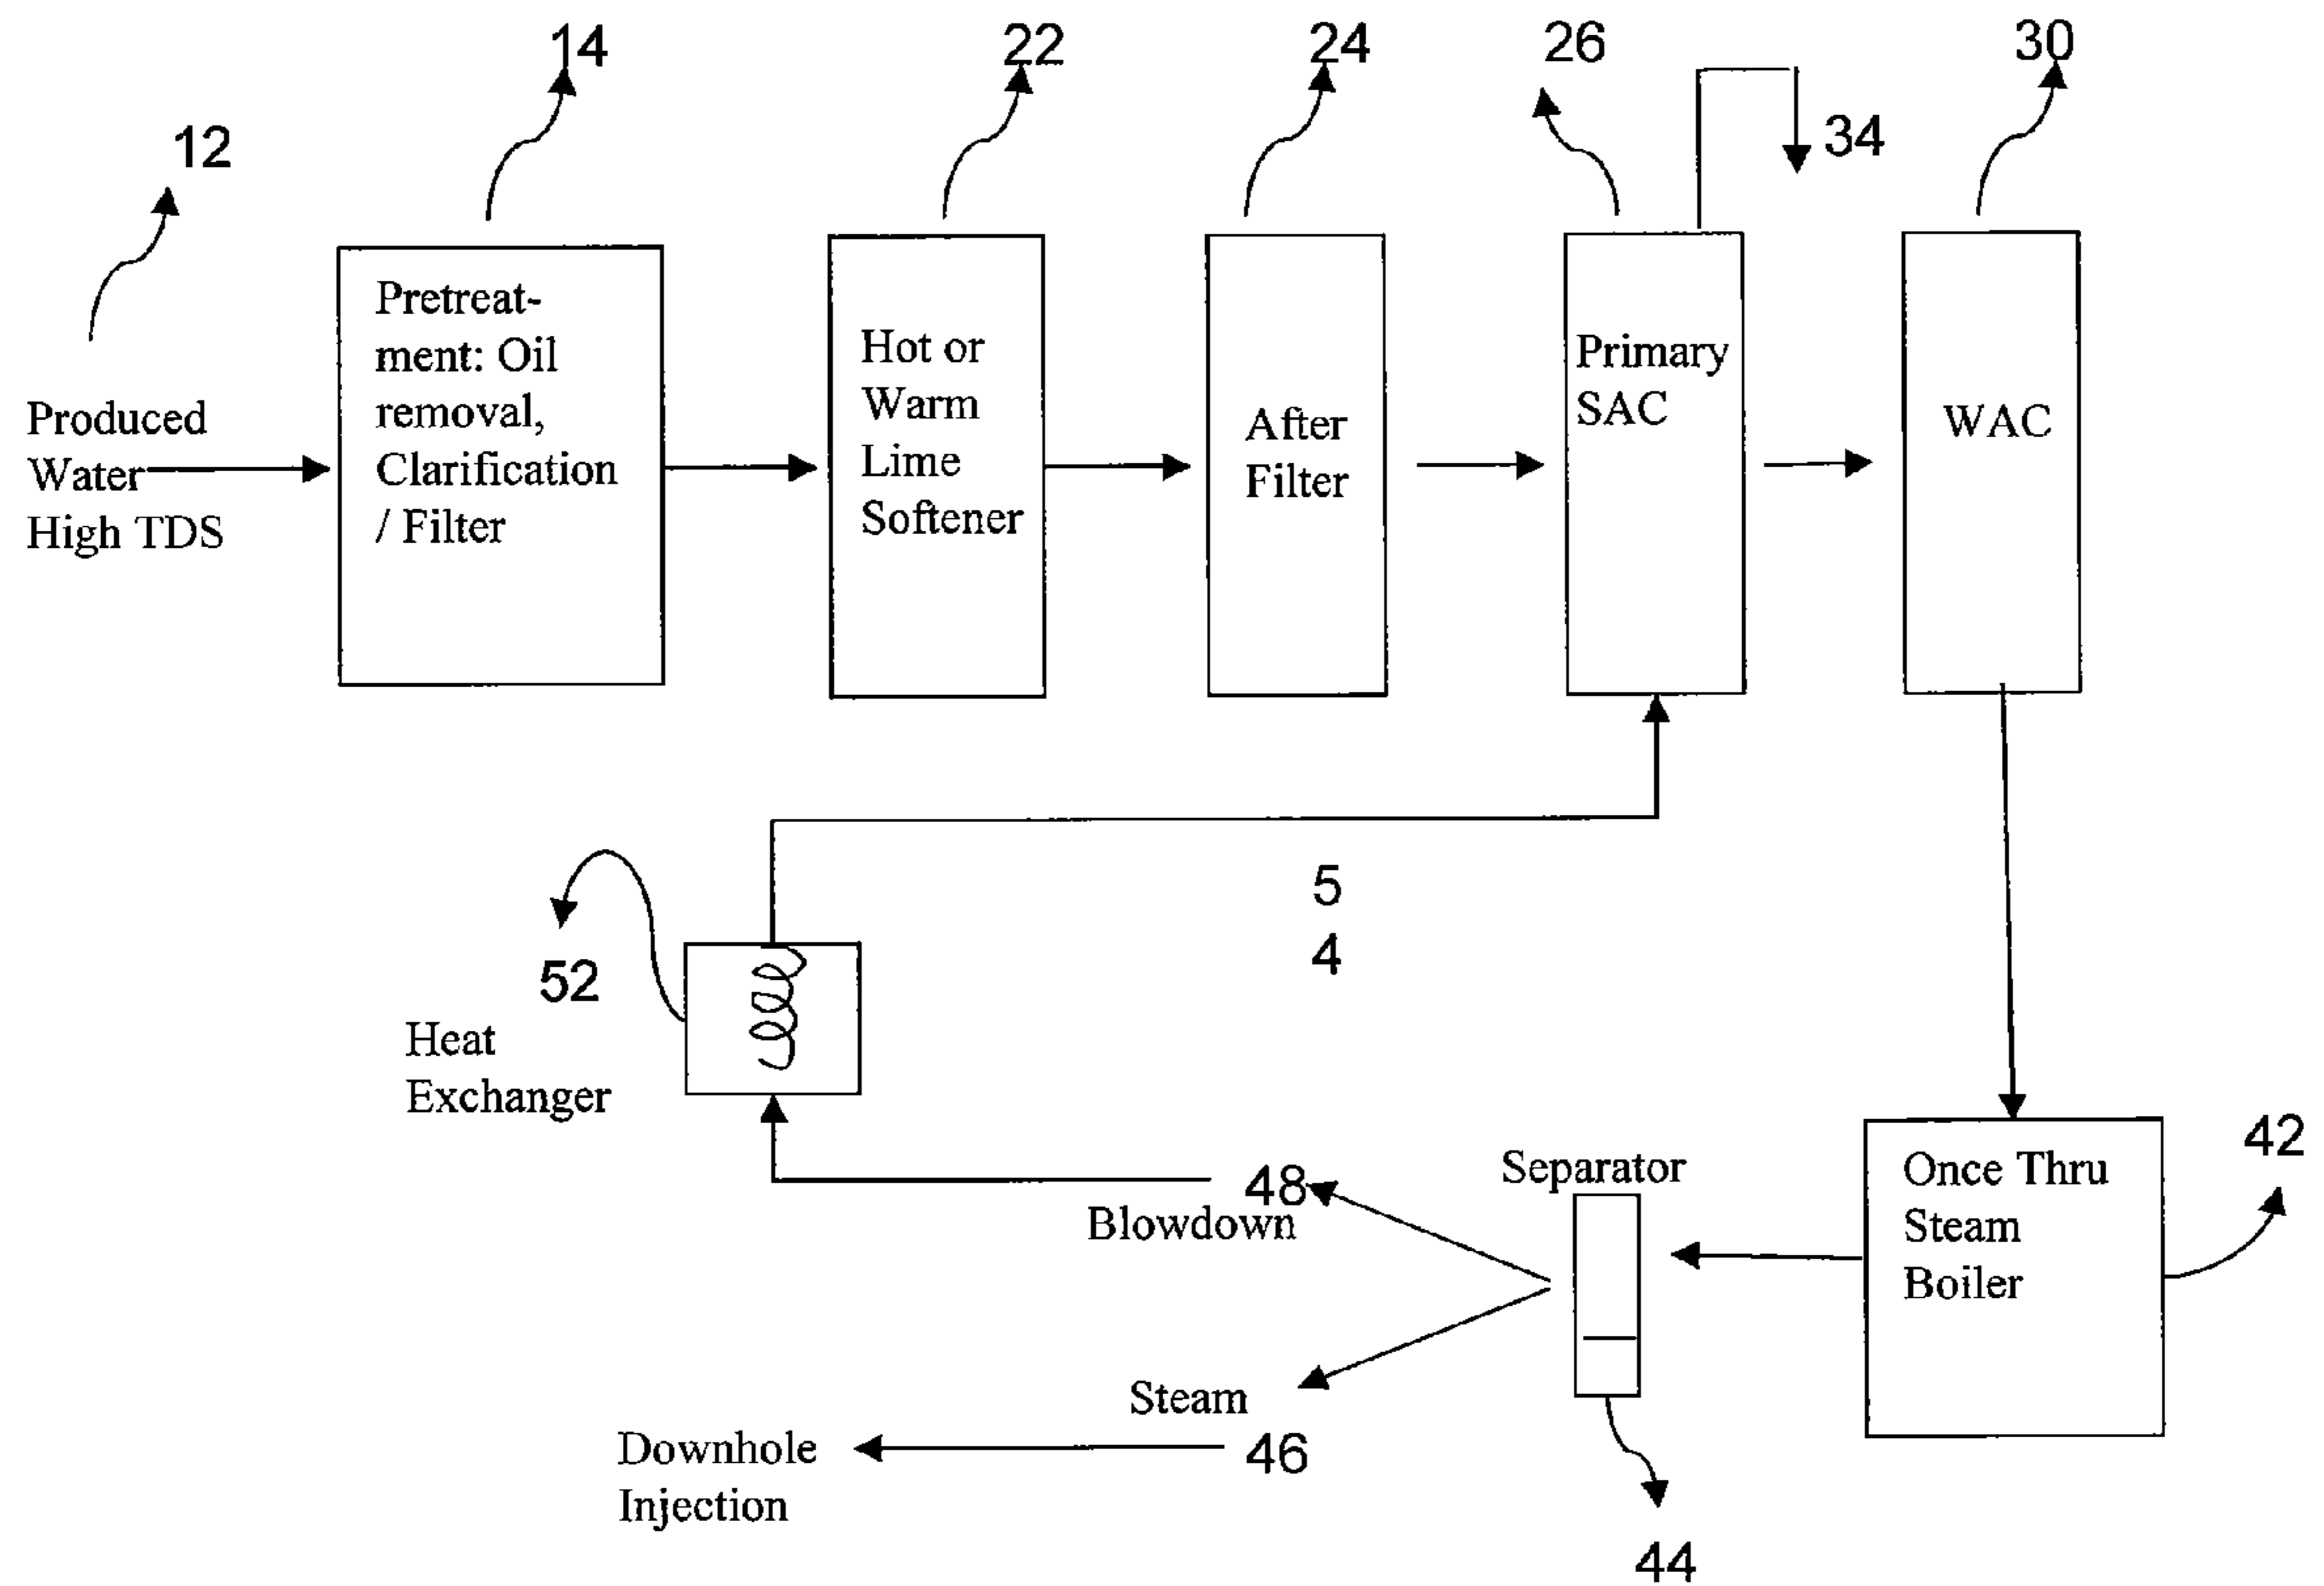 14
22
24
26
30
12
34
Pretreat-
ment: Oil
removal,
Clarification
/ Filter
Hot or
Warm
Lime
Softener
After
Filter
Primary
SAC
WAC
Produced
Water
High TDS
5
4
52
Heat
Exchanger
48
Blowdown
Separator
Once Thru
Steam
Boiler
42
Steam
46
Downhole
Injection
44